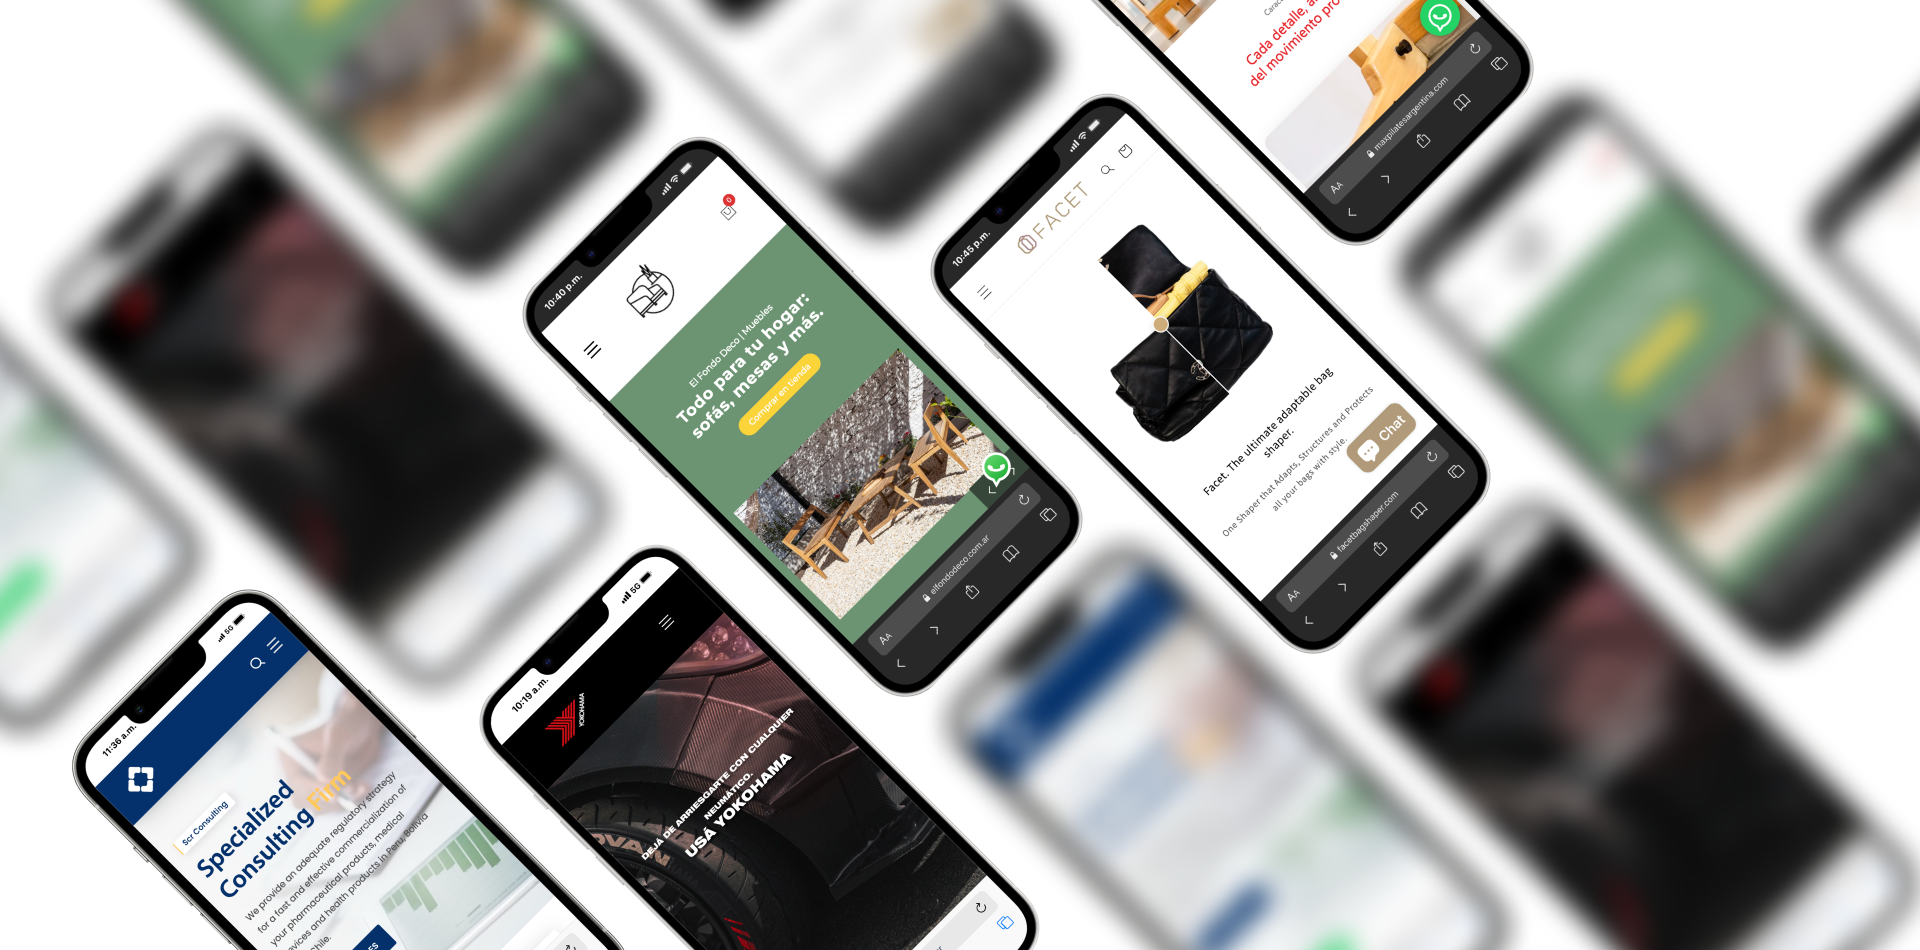 Cada detalle, a
del movimiento pro
maxpilatesargentina.com
AA
10:40 p.m.
0
El Fondo Deco | Muebles
Todo para tu hogar:
sofás, mesas y más.
Comprar en tienda
elfondodeco.com.ar
AA
10:45 p.m.
FACET
Facet. The ultimate adaptable bag
shaper.
One Shaper that Adapts, Structures and Protects
all your bags with style.
Chat
facetbagshaper.com
AA
11:36 a.m.
5G
Scr Consulting
Specialized
Consulting Firm
We provide an adequate regulatory strategy
for a fast and effective commercialization of
your pharmaceutical products, medical
vices and health products in Peru, Bolivia
hile.
ES
10:19 a.m.
5G
YOKOHAMA
DEJÁ DE ARRIESGARTE CON CUALQUIER
NEUMÁTICO.
USÁ YOKOHAMA
ADVAN